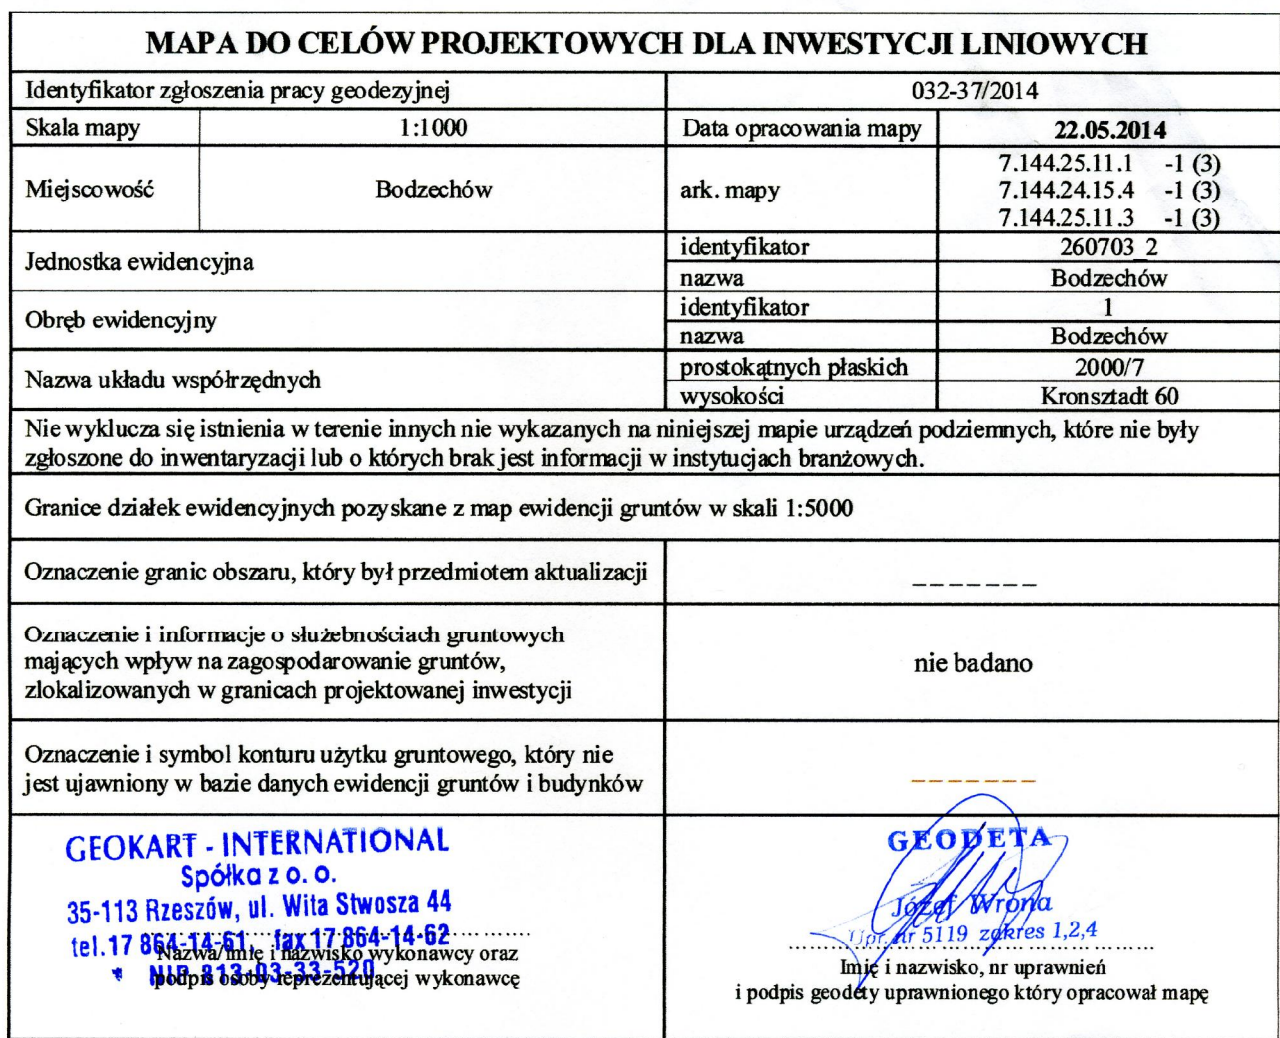 MAPA DO CELÓW PROJEKTOWYCH DLA INWESTYCJI LINIOWYCH
Identyfikator zgłoszenia pracy geodezyjnej 032-37/2014
Skala mapy 1:1000 Data opracowania mapy 22.05.2014
Miejscowość Bodzechów ark. mapy
7.144.25.11.1 -1 (3)
7.144.24.15.4 -1 (3)
7.144.25.11.3 -1 (3)
Jednostka ewidencyjna
identyfikator 260703_2
nazwa Bodzechów
Obręb ewidencyjny
identyfikator 1
nazwa Bodzechów
Nazwa układu współrzędnych
prostokątnych płaskich 2000/7
wysokości Kronsztadt 60
Nie wyklucza się istnienia w terenie innych nie wykazanych na niniejszej mapie urządzeń podziemnych, które nie były
zgłoszone do inwentaryzacji lub o których brak jest informacji w instytucjach branżowych.
Granice działek ewidencyjnych pozyskane z map ewidencji gruntów w skali 1:5000
Oznaczenie granic obszaru, który był przedmiotem aktualizacji _ _ _ _ _ _ _
Oznaczenie i informacje o służebnościach gruntowych
mających wpływ na zagospodarowanie gruntów,
zlokalizowanych w granicach projektowanej inwestycji
nie badano
Oznaczenie i symbol konturu użytku gruntowego, który nie
jest ujawniony w bazie danych ewidencji gruntów i budynków _ _ _ _ _ _ _
GEOKART - INTERNATIONAL
Spółka z o. o.
35-113 Rzeszów, ul. Wita Stwosza 44
tel. 17 864-14-61, fax 17 864-14-62
* NIP 813-03-33-520
Nazwa/imię i nazwisko wykonawcy oraz
podpis osoby reprezentującej wykonawcę
GEODETA
Józef Wrona
Upr. nr 5119 zakres 1,2,4
Imię i nazwisko, nr uprawnień
i podpis geodety uprawnionego który opracował mapę